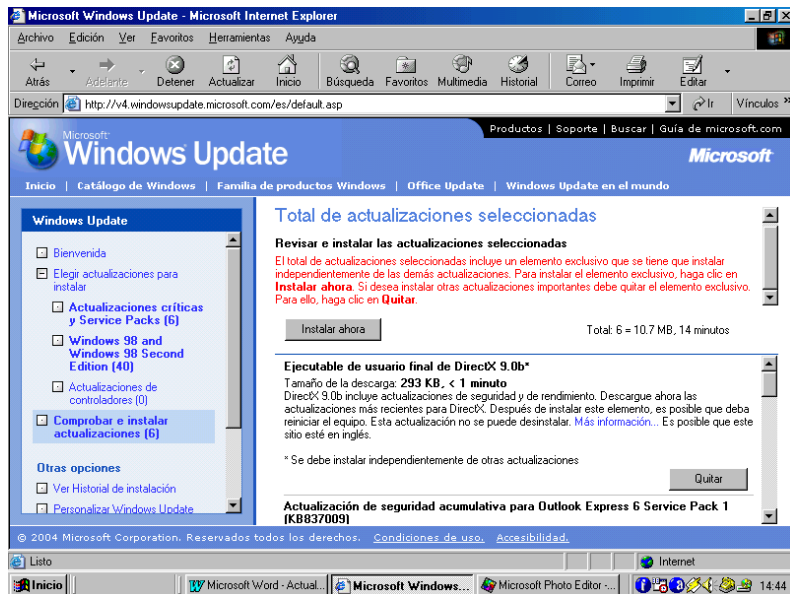 Microsoft Windows Update - Microsoft Internet Explorer
Archivo Edición Ver Favoritos Herramientas Ayuda
Atrás Adelante Detener Actualizar Inicio Búsqueda Favoritos Multimedia Historial Correo Imprimir Editar
Dirección http://v4.windowsupdate.microsoft.com/es/default.asp Ir Vínculos »
Productos | Soporte | Buscar | Guía de microsoft.com
Microsoft
Windows Update
Microsoft
Inicio | Catálogo de Windows | Familia de productos Windows | Office Update | Windows Update en el mundo
Windows Update
Bienvenida
Elegir actualizaciones para
instalar
Actualizaciones críticas
y Service Packs (6)
Windows 98 and
Windows 98 Second
Edition (40)
Actualizaciones de
controladores (0)
Comprobar e instalar
actualizaciones (6)
Otras opciones
Ver Historial de instalación
Personalizar Windows Update
Total de actualizaciones seleccionadas
Revisar e instalar las actualizaciones seleccionadas
El total de actualizaciones seleccionadas incluye un elemento exclusivo que se tiene que instalar
independientemente de las demás actualizaciones. Para instalar el elemento exclusivo, haga clic en
Instalar ahora. Si desea instalar otras actualizaciones importantes debe quitar el elemento exclusivo.
Para ello, haga clic en Quitar.
Instalar ahora
Total: 6 = 10.7 MB, 14 minutos
Ejecutable de usuario final de DirectX 9.0b*
Tamaño de la descarga: 293 KB, < 1 minuto
DirectX 9.0b incluye actualizaciones de seguridad y de rendimiento. Descargue ahora las
actualizaciones más recientes para DirectX. Después de instalar este elemento, es posible que deba
reiniciar el equipo. Esta actualización no se puede desinstalar. Más información... Es posible que este
sitio esté en inglés.
* Se debe instalar independientemente de otras actualizaciones
Quitar
Actualización de seguridad acumulativa para Outlook Express 6 Service Pack 1
(KB837009)
© 2004 Microsoft Corporation. Reservados todos los derechos. Condiciones de uso. Accesibilidad.
Listo
Internet
Inicio
Microsoft Word - Actual...
Microsoft Windows...
Microsoft Photo Editor -...
14:44